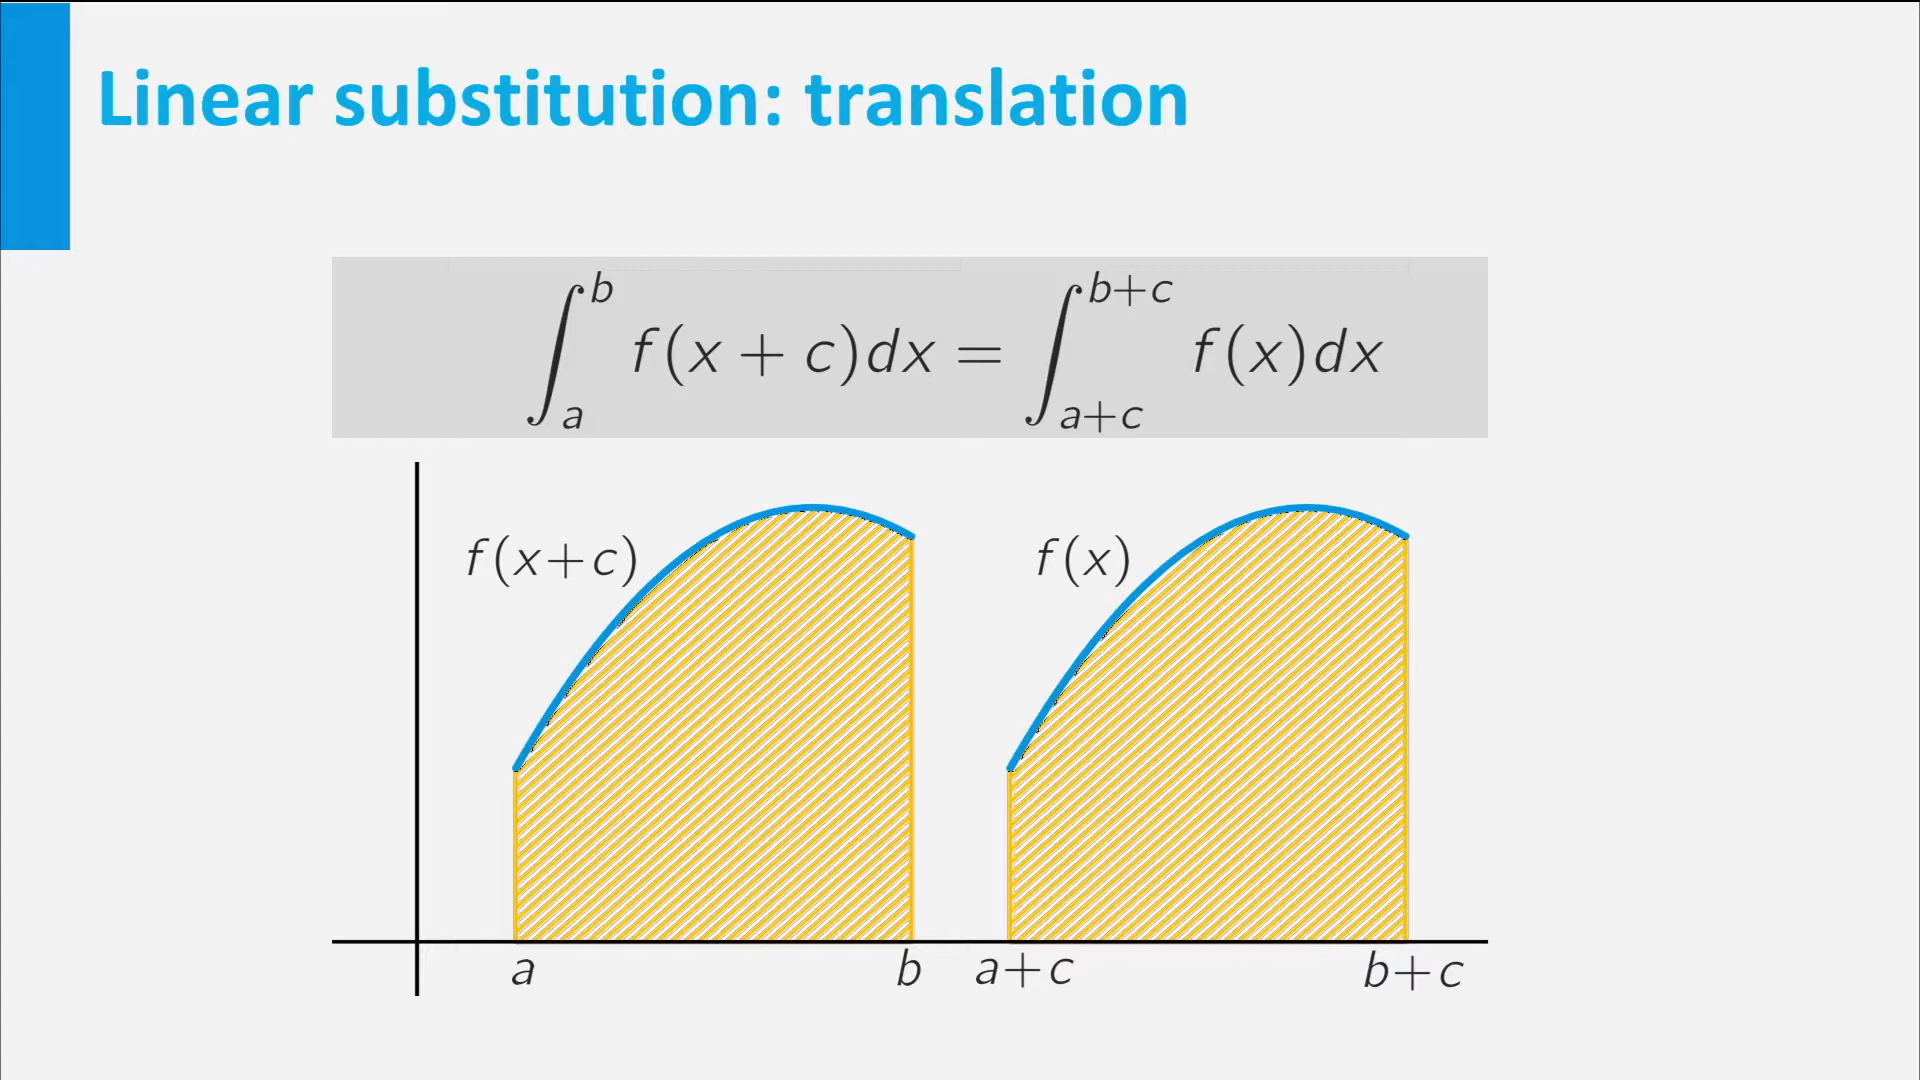 Linear substitution: translation
∫_a^b f(x + c)dx = ∫_{a+c}^{b+c} f(x)dx
f(x+c)
f(x)
a b a+c b+c